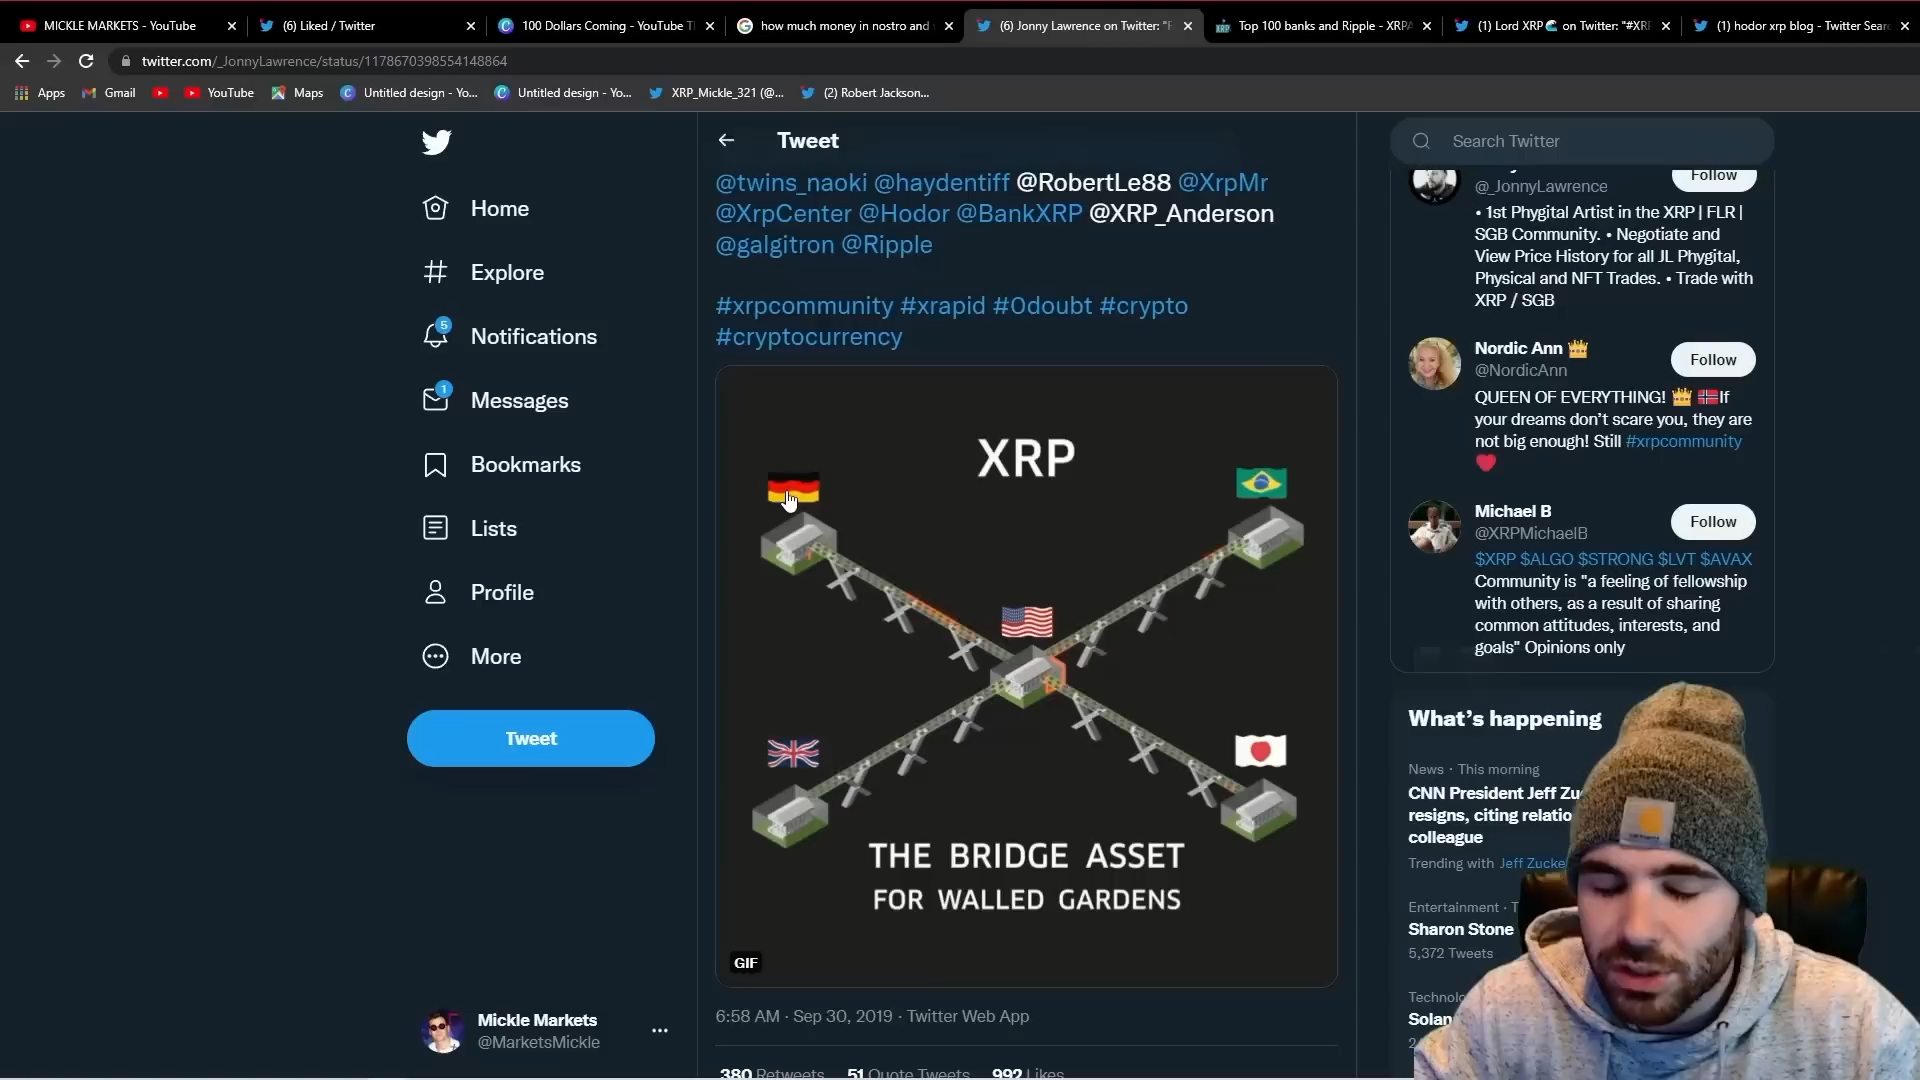 MICKLE MARKETS - YouTube
(6) Liked / Twitter
100 Dollars Coming - YouTube T
how much money in nostro and
(6) Jonny Lawrence on Twitter: "
Top 100 banks and Ripple - XRPA
(1) Lord XRP 🌊 on Twitter: "#XR
(1) hodor xrp blog - Twitter Sear
twitter.com/_JonnyLawrence/status/1178670398554148864
Apps
Gmail
YouTube
Maps
Untitled design - Yo...
Untitled design - Yo...
XRP_Mickle_321 (@...
(2) Robert Jackson...
Home
Explore
5
Notifications
1
Messages
Bookmarks
Lists
Profile
More
Tweet
Mickle Markets
@MarketsMickle
Tweet
@twins_naoki @haydentiff @RobertLe88 @XrpMr
@XrpCenter @Hodor @BankXRP @XRP_Anderson
@galgitron @Ripple
#xrpcommunity #xrapid #0doubt #crypto
#cryptocurrency
XRP
THE BRIDGE ASSET
FOR WALLED GARDENS
GIF
6:58 AM · Sep 30, 2019 · Twitter Web App
380 Retweets 51 Quote Tweets 992 Likes
Search Twitter
@_JonnyLawrence
Follow
• 1st Phygital Artist in the XRP | FLR |
SGB Community. • Negotiate and
View Price History for all JL Phygital,
Physical and NFT Trades. • Trade with
XRP / SGB
Nordic Ann 👑
@NordicAnn
Follow
QUEEN OF EVERYTHING! 👑 🇳🇴If
your dreams don't scare you, they are
not big enough! Still #xrpcommunity
❤️
Michael B
@XRPMichaelB
Follow
$XRP $ALGO $STRONG $LVT $AVAX
Community is "a feeling of fellowship
with others, as a result of sharing
common attitudes, interests, and
goals" Opinions only
What's happening
News · This morning
CNN President Jeff Zu
resigns, citing relatio
colleague
Trending with Jeff Zucke
Entertainment · T
Sharon Stone
5,372 Tweets
Technolo
Solan
carhartt